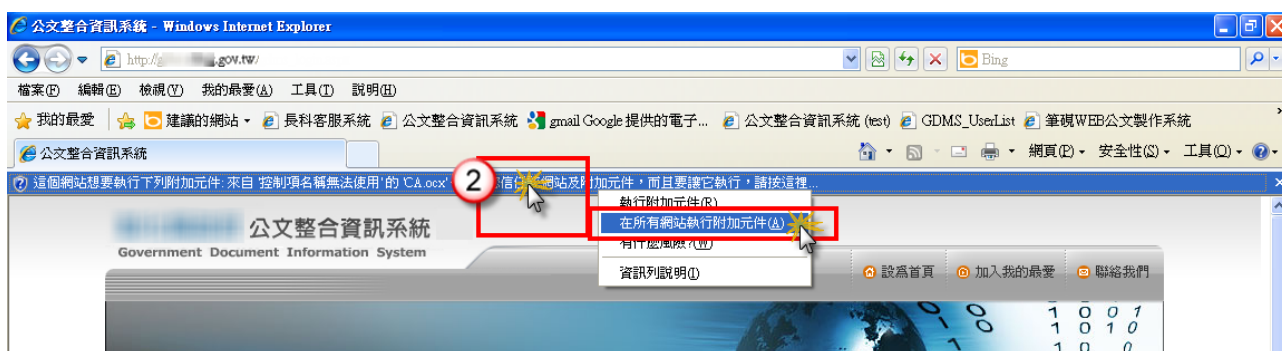 公文整合資訊系統 - Windows Internet Explorer
http:// .gov.tw/
Bing
檔案(F) 編輯(E) 檢視(V) 我的最愛(A) 工具(T) 說明(H)
我的最愛 建議的網站 長科客服系統 公文整合資訊系統 gmail Google 提供的電子... 公文整合資訊系統 (test) GDMS_UserList 筆硯WEB公文製作系統
公文整合資訊系統
網頁(P) 安全性(S) 工具(O)
這個網站想要執行下列附加元件: 來自 '控制項名稱無法使用' 的 'CA.ocx' 信 網站及附加元件，而且要讓它執行，請按這裡...
2
執行附加元件(R)
在所有網站執行附加元件(A)
有什麼風險?(W)
資訊列說明(I)
公文整合資訊系統
Government Document Information System
設為首頁 加入我的最愛 聯絡我們